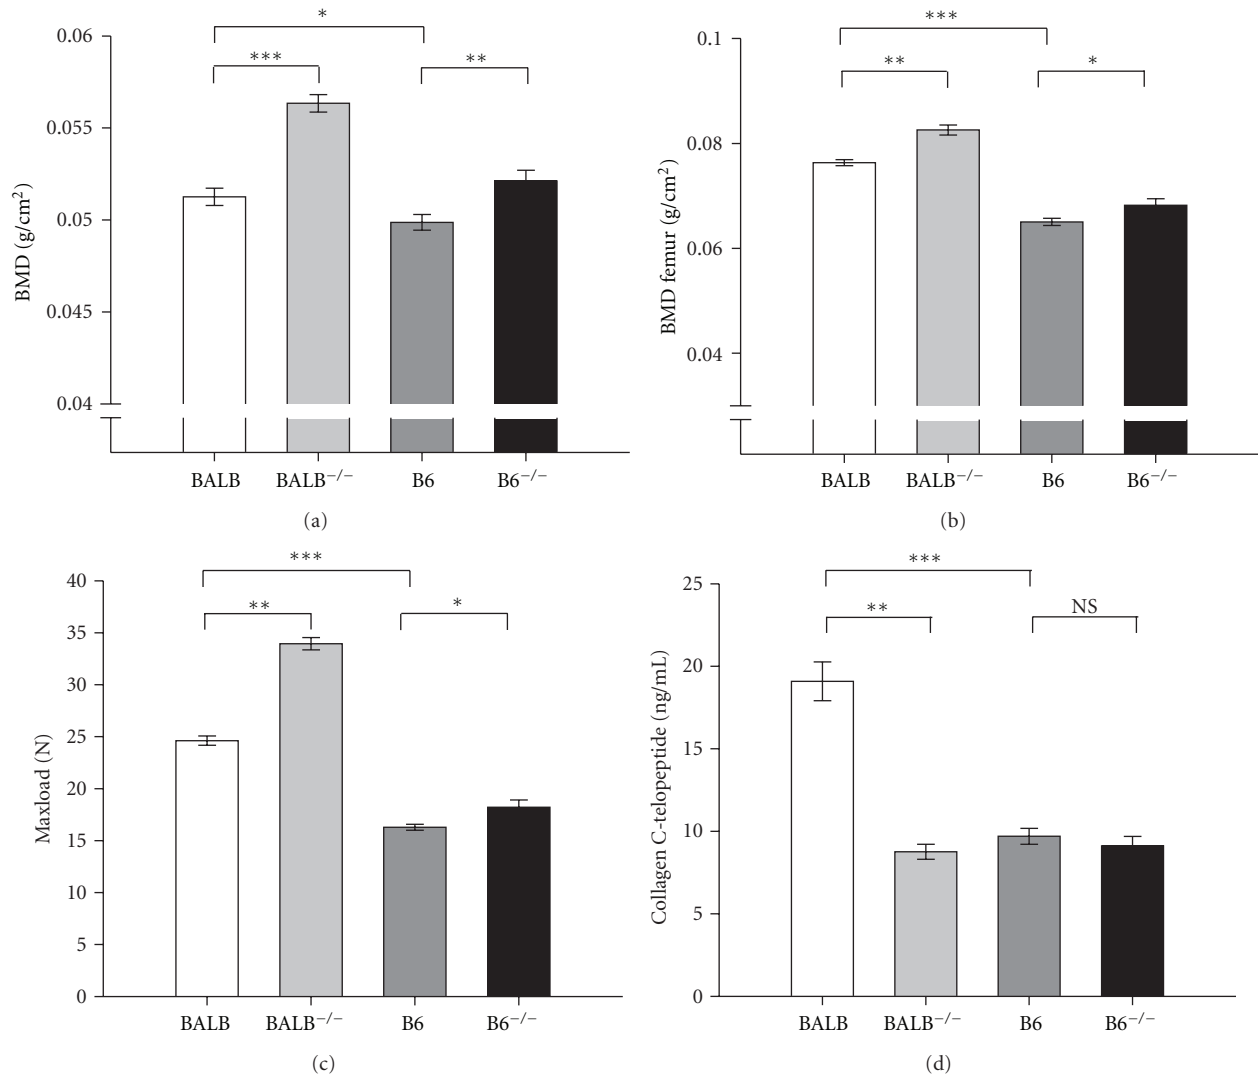 *
***
**
0.06
0.055
0.05
0.045
0.04
BMD (g/cm²)
BALB BALB⁻/⁻ B6 B6⁻/⁻
(a)
***
**
*
0.1
0.08
0.06
0.04
BMD femur (g/cm²)
BALB BALB⁻/⁻ B6 B6⁻/⁻
(b)
***
**
*
40
35
30
25
20
15
10
5
0
Maxload (N)
BALB BALB⁻/⁻ B6 B6⁻/⁻
(c)
***
**
NS
25
20
15
10
5
0
Collagen C-telopeptide (ng/mL)
BALB BALB⁻/⁻ B6 B6⁻/⁻
(d)